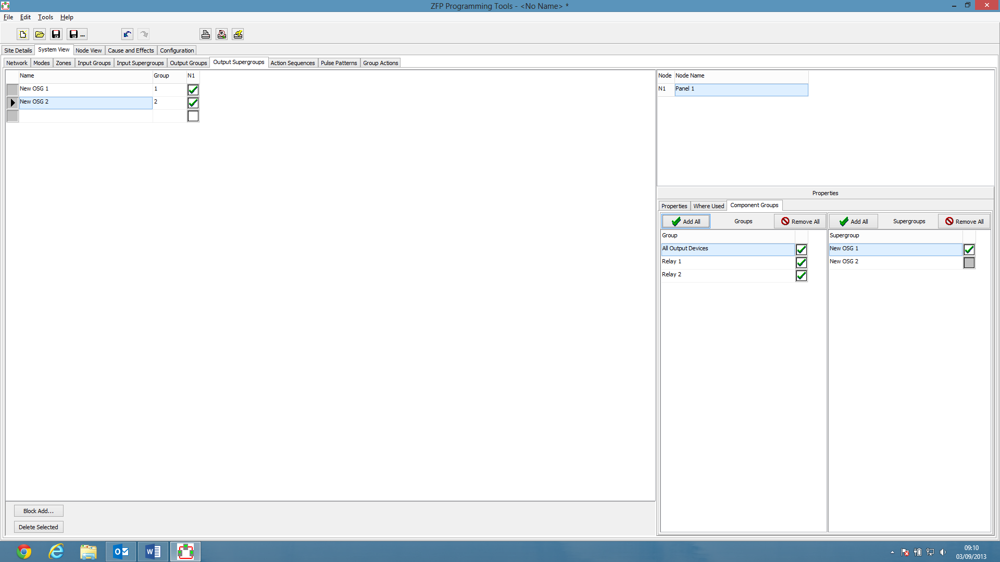 ZFP Programming Tools - <No Name> *
File Edit Tools Help
...
Site Details System View Node View Cause and Effects Configuration
Network Modes Zones Input Groups Input Supergroups Output Groups Output Supergroups Action Sequences Pulse Patterns Group Actions
Name Group N1
New OSG 1 1
New OSG 2 2
Block Add...
Delete Selected
Node Node Name
N1 Panel 1
Properties
Properties Where Used Component Groups
Add All Groups Remove All Add All Supergroups Remove All
Group
All Output Devices
Relay 1
Relay 2
Supergroup
New OSG 1
New OSG 2
09:10
03/09/2013